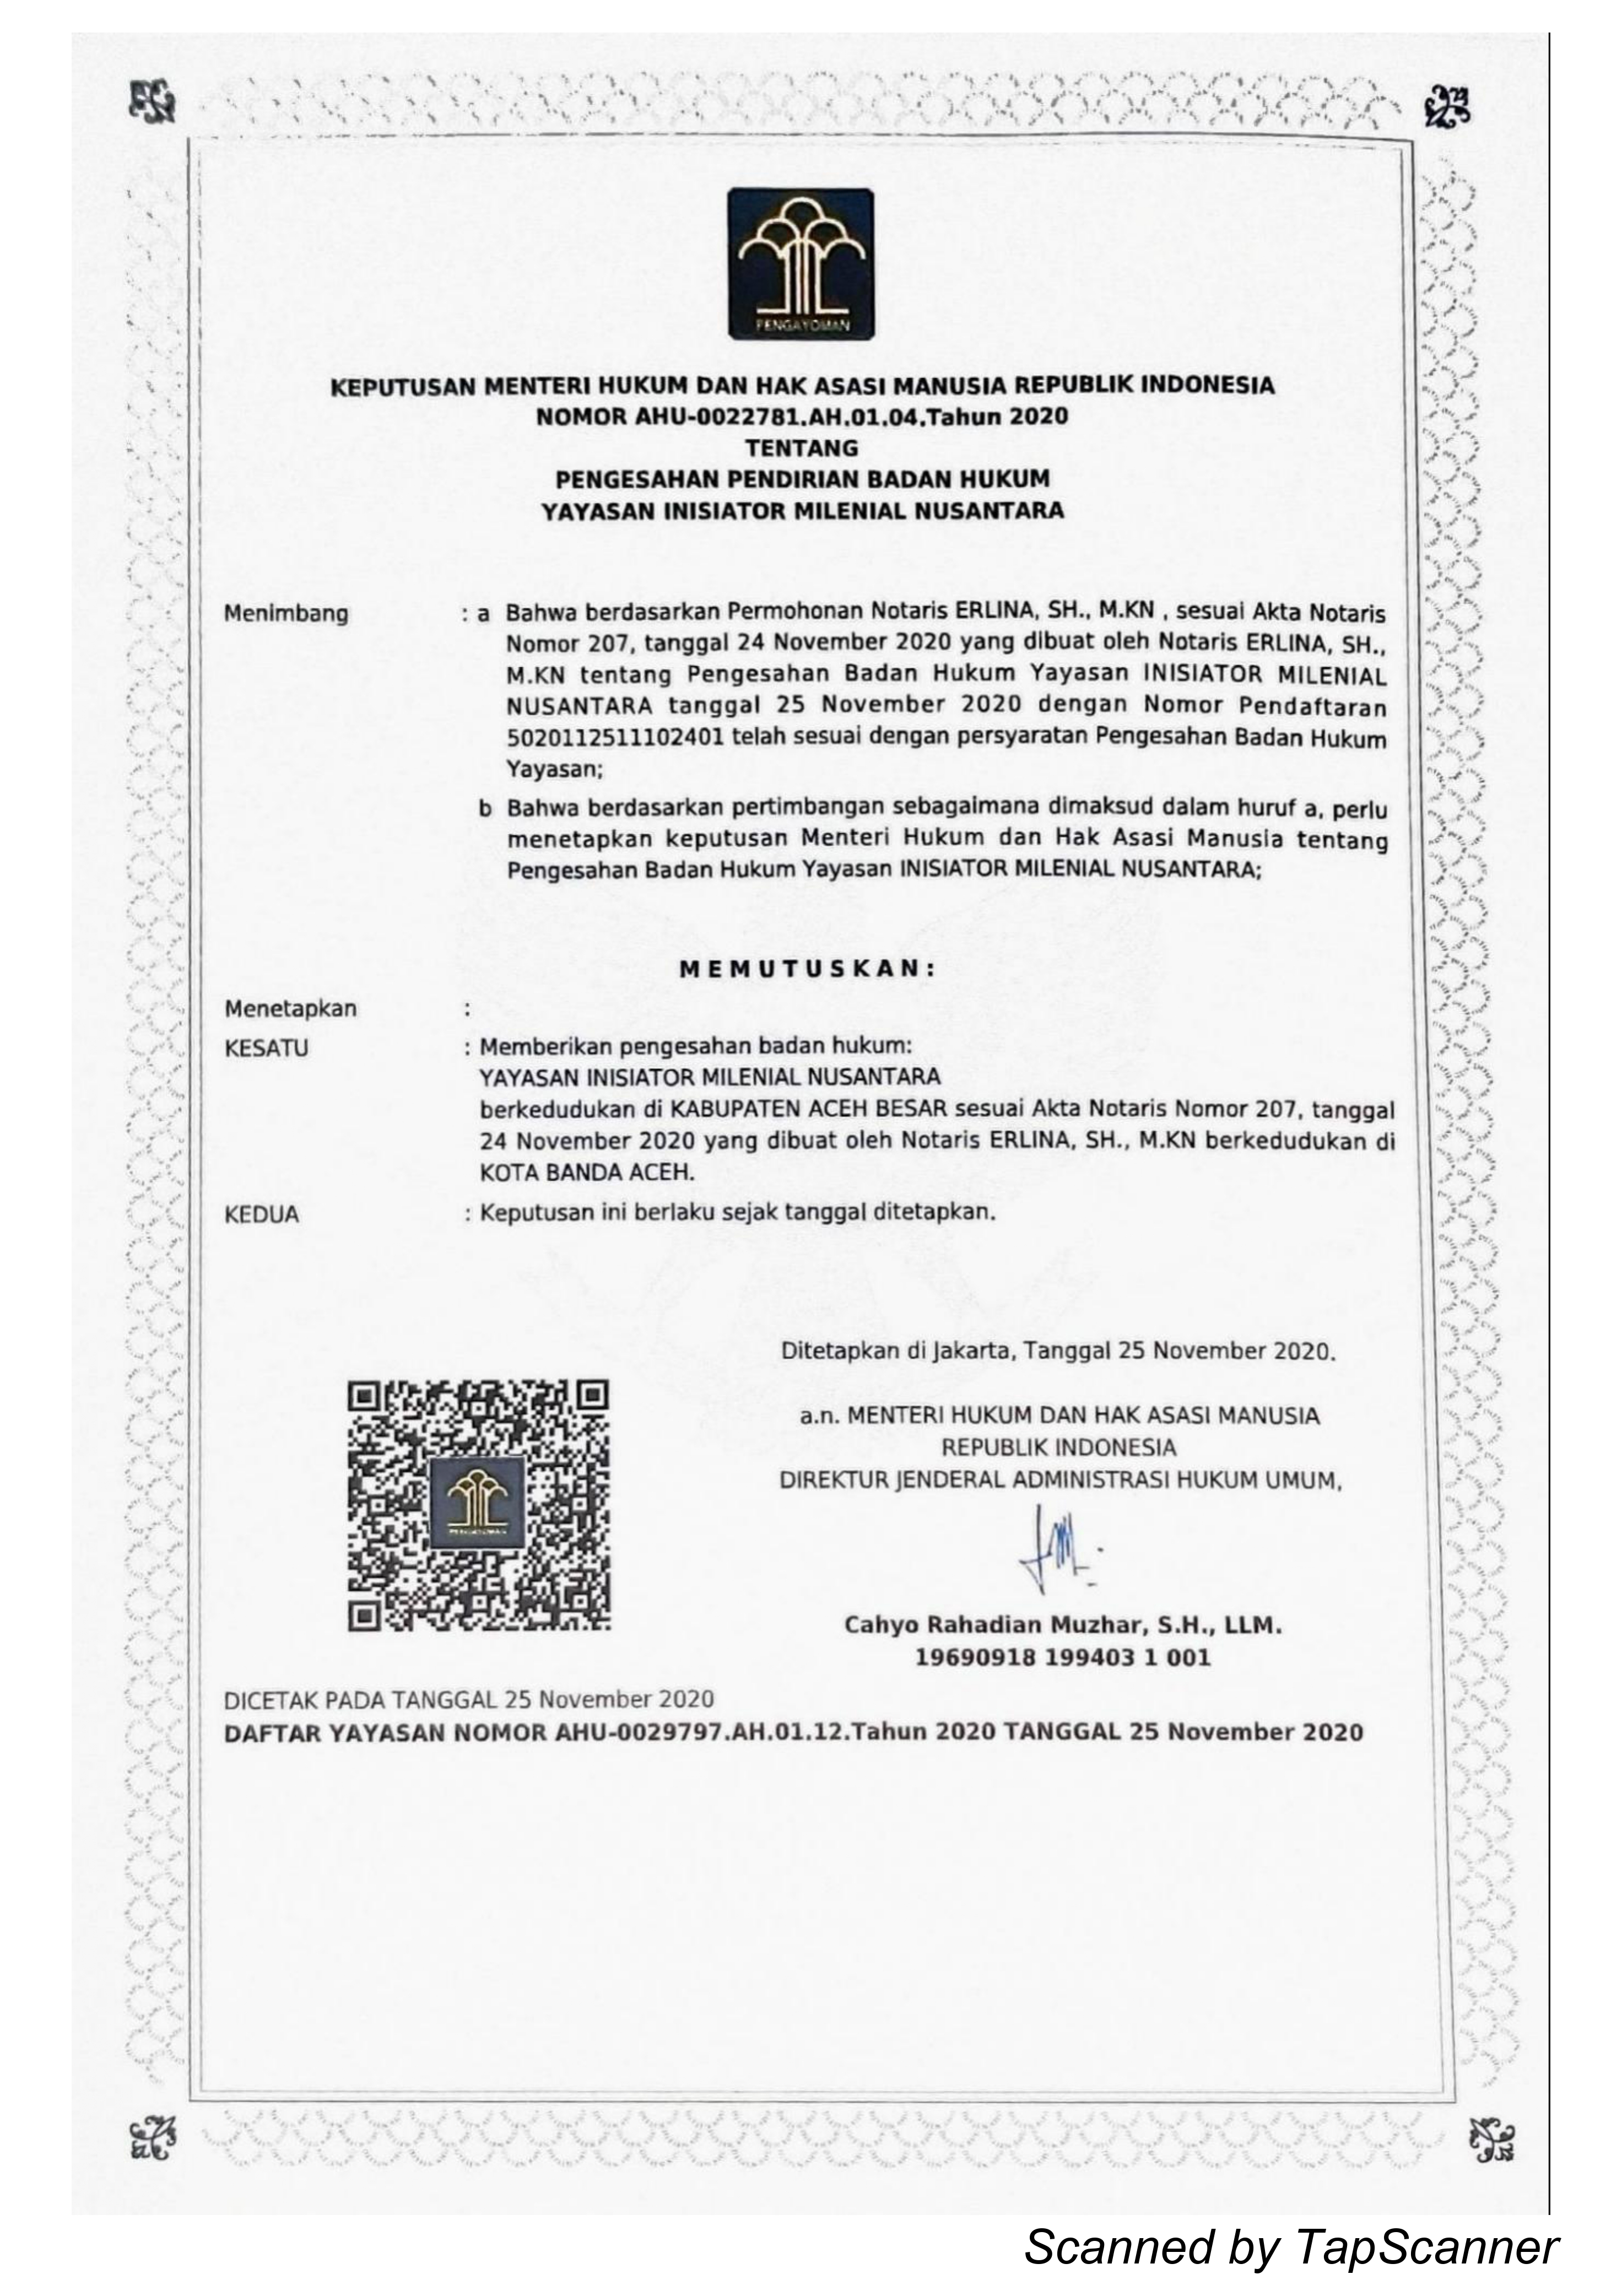 PENGAYOMAN
KEPUTUSAN MENTERI HUKUM DAN HAK ASASI MANUSIA REPUBLIK INDONESIA
NOMOR AHU-0022781.AH.01.04.Tahun 2020
TENTANG
PENGESAHAN PENDIRIAN BADAN HUKUM
YAYASAN INISIATOR MILENIAL NUSANTARA
Menimbang : a Bahwa berdasarkan Permohonan Notaris ERLINA, SH., M.KN , sesuai Akta Notaris
Nomor 207, tanggal 24 November 2020 yang dibuat oleh Notaris ERLINA, SH.,
M.KN tentang Pengesahan Badan Hukum Yayasan INISIATOR MILENIAL
NUSANTARA tanggal 25 November 2020 dengan Nomor Pendaftaran
5020112511102401 telah sesuai dengan persyaratan Pengesahan Badan Hukum
Yayasan;
b Bahwa berdasarkan pertimbangan sebagaimana dimaksud dalam huruf a, perlu
menetapkan keputusan Menteri Hukum dan Hak Asasi Manusia tentang
Pengesahan Badan Hukum Yayasan INISIATOR MILENIAL NUSANTARA;
MEMUTUSKAN:
Menetapkan :
KESATU : Memberikan pengesahan badan hukum:
YAYASAN INISIATOR MILENIAL NUSANTARA
berkedudukan di KABUPATEN ACEH BESAR sesuai Akta Notaris Nomor 207, tanggal
24 November 2020 yang dibuat oleh Notaris ERLINA, SH., M.KN berkedudukan di
KOTA BANDA ACEH.
KEDUA : Keputusan ini berlaku sejak tanggal ditetapkan.
Ditetapkan di Jakarta, Tanggal 25 November 2020.
a.n. MENTERI HUKUM DAN HAK ASASI MANUSIA
REPUBLIK INDONESIA
DIREKTUR JENDERAL ADMINISTRASI HUKUM UMUM,
PENGAYOMAN
Cahyo Rahadian Muzhar, S.H., LLM.
19690918 199403 1 001
DICETAK PADA TANGGAL 25 November 2020
DAFTAR YAYASAN NOMOR AHU-0029797.AH.01.12.Tahun 2020 TANGGAL 25 November 2020
Scanned by TapScanner